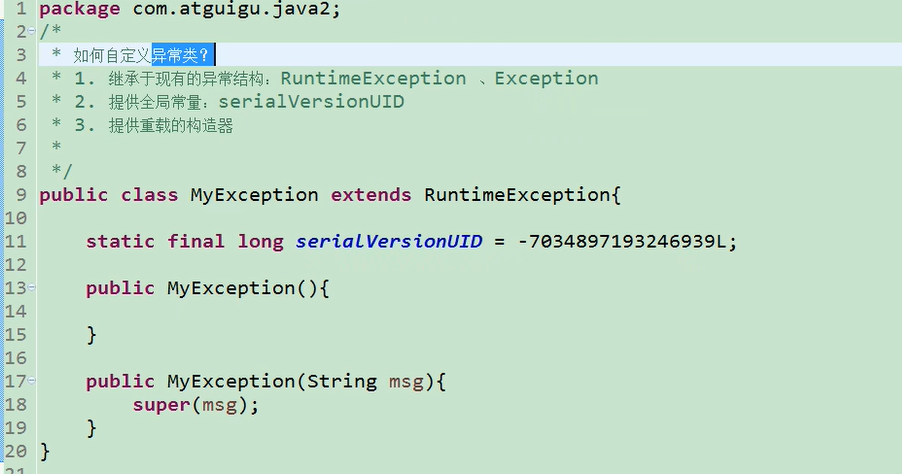 1 package com.atguigu.java2;
2 /*
3  * 如何自定义异常类？
4  * 1. 继承于现有的异常结构：RuntimeException 、Exception
5  * 2. 提供全局常量：serialVersionUID
6  * 3. 提供重载的构造器
7  *
8  */
9 public class MyException extends RuntimeException{
10
11     static final long serialVersionUID = -7034897193246939L;
12
13     public MyException(){
14
15     }
16
17     public MyException(String msg){
18         super(msg);
19     }
20 }
21